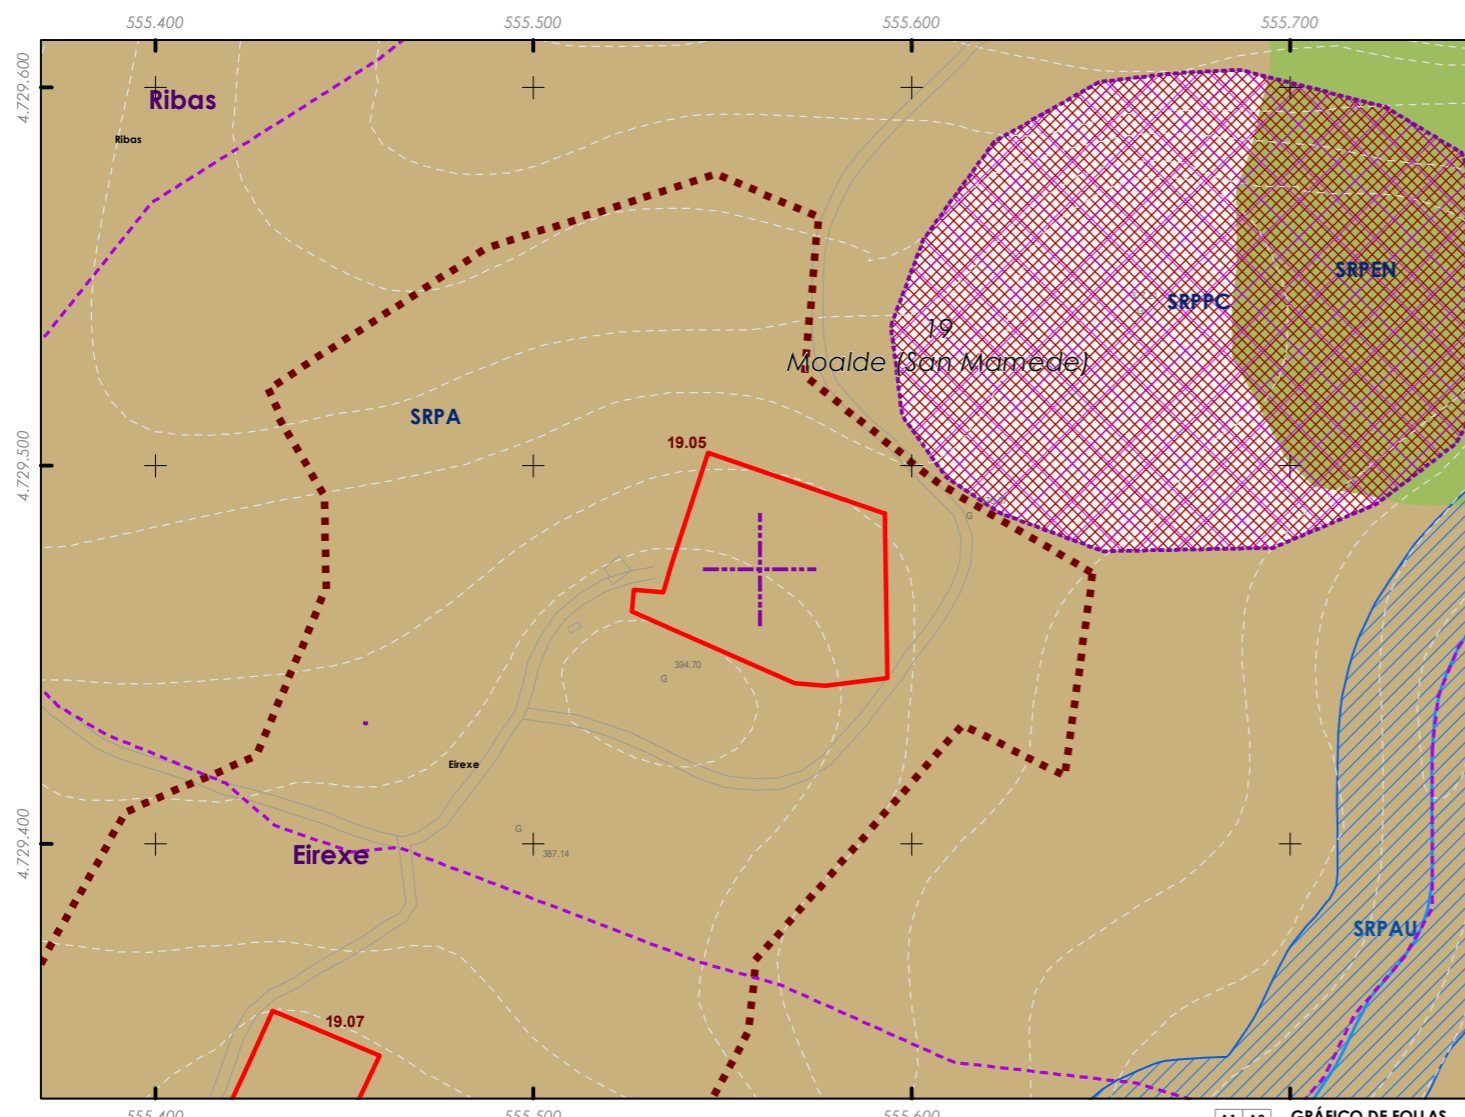 555.400 555.500 555.600 555.700
4.729.600
Ribas
Ribas
SRPEN
SRPPC
19
Moalde (San Mamede)
SRPA
19.05
4.729.500
G
394.70
G
Eirexe
G
387.14
4.729.400
Eirexe
SRPAU
19.07
555.400 555.500 555.600
GRÁFICO DE FOLLAS